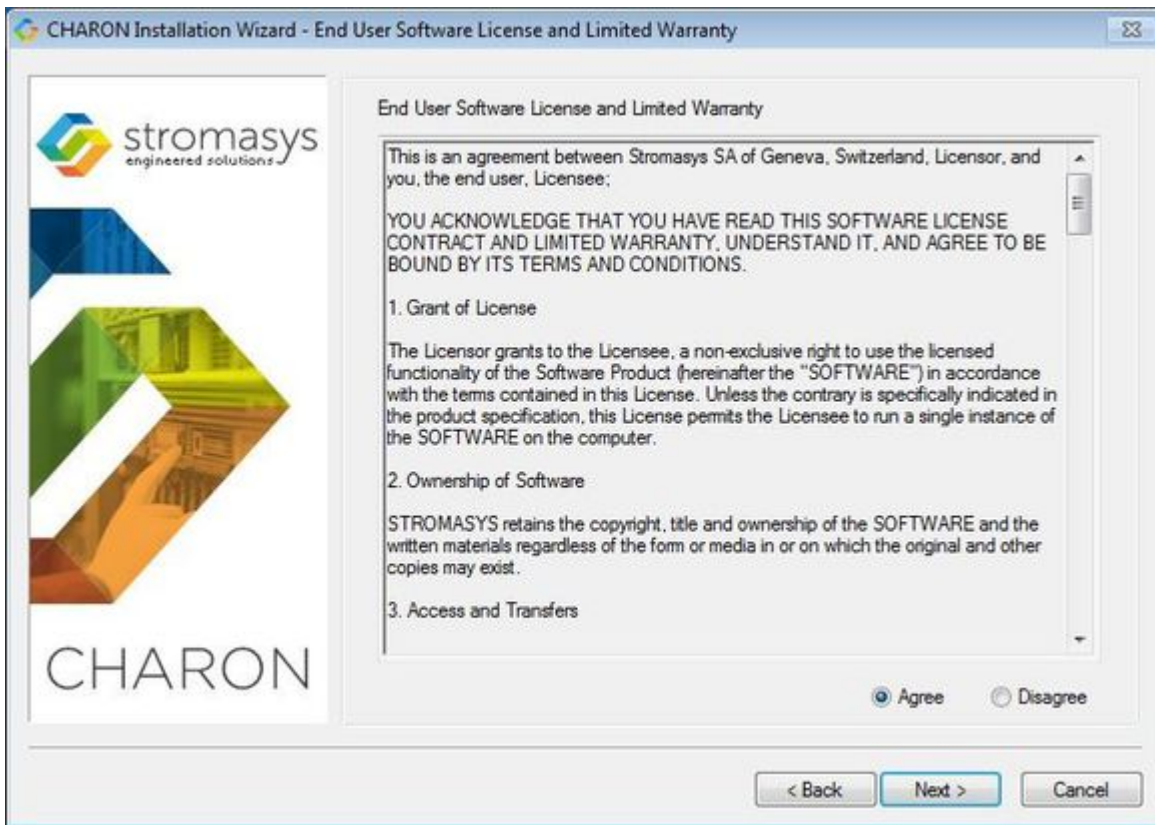 CHARON Installation Wizard - End User Software License and Limited Warranty
stromasys
engineered solutions
CHARON
End User Software License and Limited Warranty
This is an agreement between Stromasys SA of Geneva, Switzerland, Licensor, and
you, the end user, Licensee;
YOU ACKNOWLEDGE THAT YOU HAVE READ THIS SOFTWARE LICENSE
CONTRACT AND LIMITED WARRANTY, UNDERSTAND IT, AND AGREE TO BE
BOUND BY ITS TERMS AND CONDITIONS.
1. Grant of License
The Licensor grants to the Licensee, a non-exclusive right to use the licensed
functionality of the Software Product (hereinafter the "SOFTWARE") in accordance
with the terms contained in this License. Unless the contrary is specifically indicated in
the product specification, this License permits the Licensee to run a single instance of
the SOFTWARE on the computer.
2. Ownership of Software
STROMASYS retains the copyright, title and ownership of the SOFTWARE and the
written materials regardless of the form or media in or on which the original and other
copies may exist.
3. Access and Transfers
Agree Disagree
< Back Next > Cancel